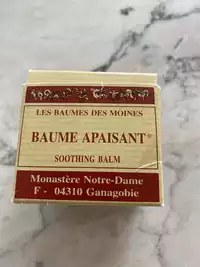 LES BAUMES DES MOINES
BAUME APAISANT®
SOOTHING BALM
Monastère Notre-Dame
F - 04310 Ganagobie